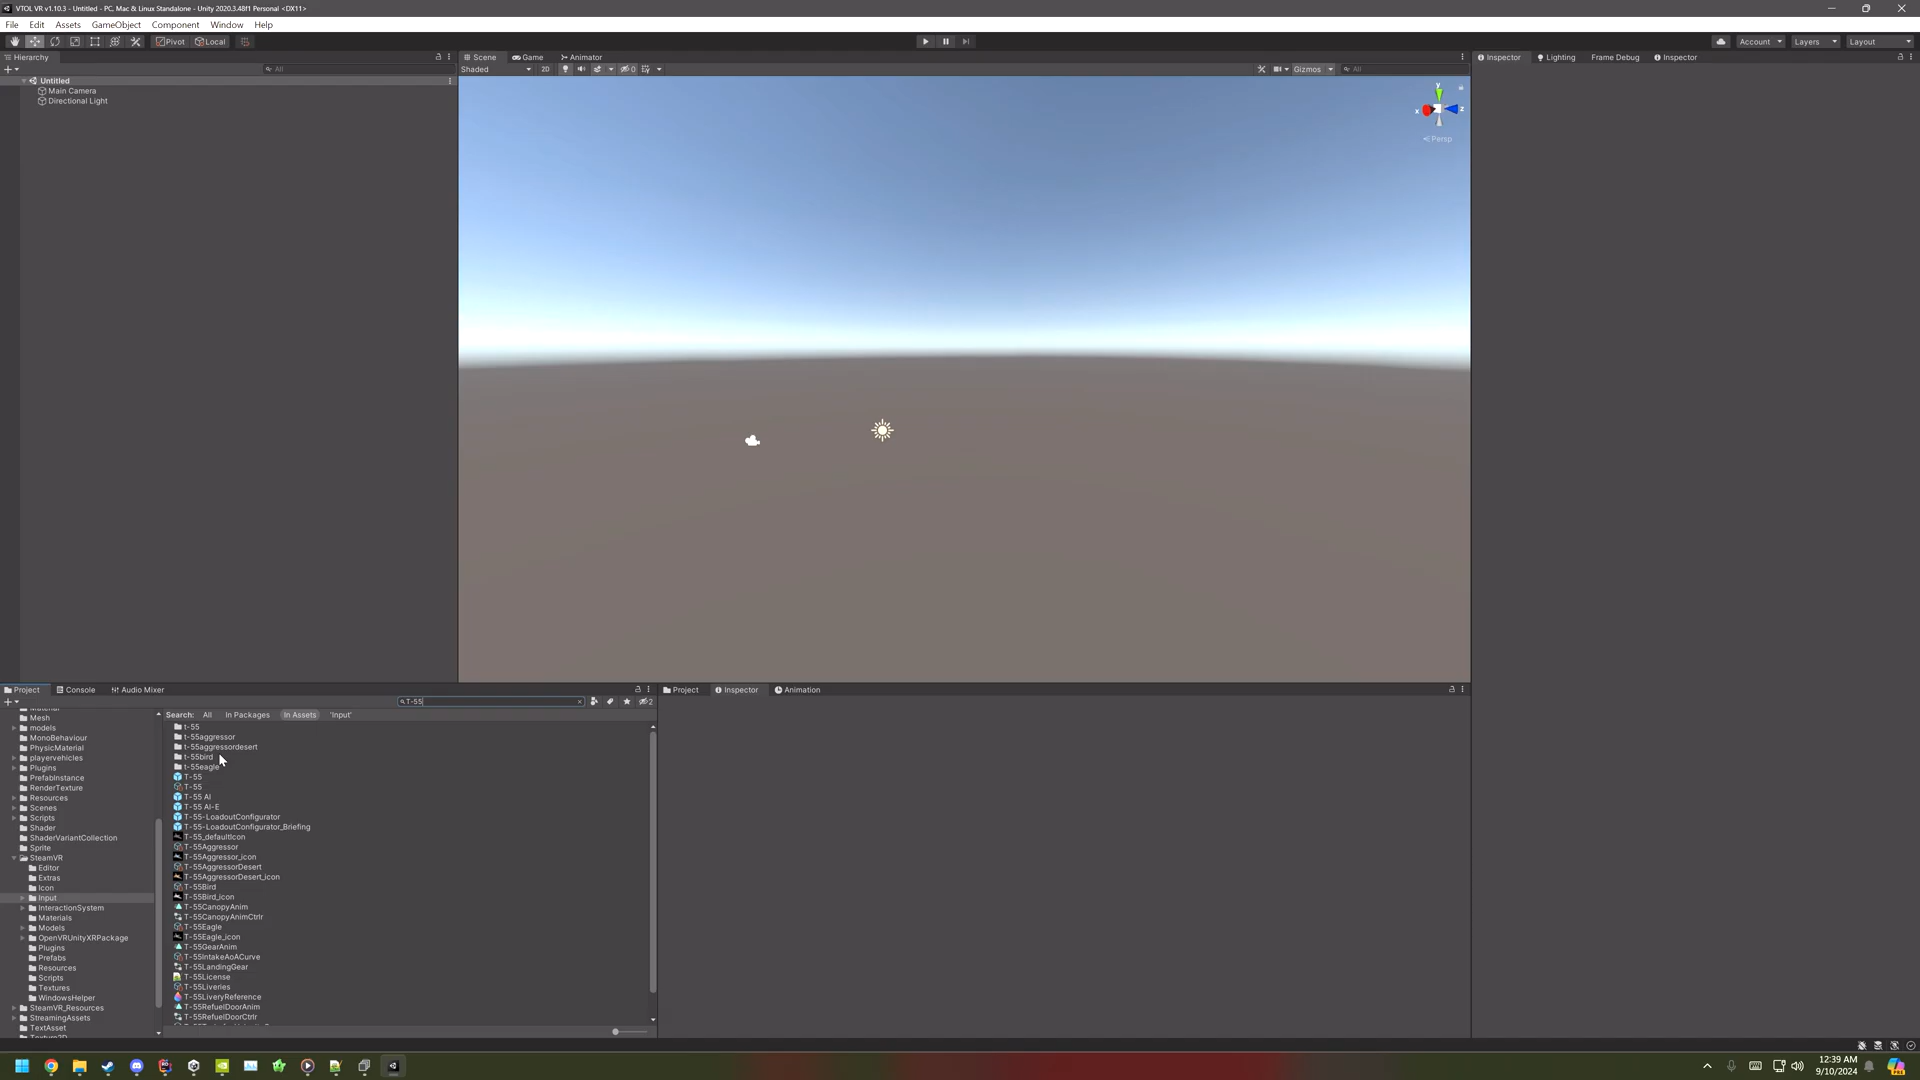 VTOL VR v1.10.3 - Untitled - PC, Mac & Linux Standalone - Unity 2020.3.48f1 Personal <DX11>
File Edit Assets GameObject Component Window Help
Pivot Local Account Layers Layout
Hierarchy Scene Game Animator Inspector Lighting Frame Debug Inspector
All Shaded 2D 0 Gizmos All
Untitled
Main Camera
Directional Light
y
x z
Persp
Project Console Audio Mixer Project Inspector Animation
T-55 2
Search: All In Packages In Assets 'Input'
Mesh
models
MonoBehaviour
PhysicMaterial
playervehicles
Plugins
PrefabInstance
RenderTexture
Resources
Scenes
Scripts
Shader
ShaderVariantCollection
Sprite
SteamVR
Editor
Extras
Icon
Input
InteractionSystem
Materials
Models
OpenVRUnityXRPackage
Plugins
Prefabs
Resources
Scripts
Textures
WindowsHelper
SteamVR_Resources
StreamingAssets
TextAsset
t-55
t-55aggressor
t-55aggressordesert
t-55bird
t-55eagle
T-55
T-55
T-55 AI
T-55 AI-E
T-55-LoadoutConfigurator
T-55-LoadoutConfigurator_Briefing
T-55_defaultIcon
T-55Aggressor
T-55Aggressor_icon
T-55AggressorDesert
T-55AggressorDesert_icon
T-55Bird
T-55Bird_icon
T-55CanopyAnim
T-55CanopyAnimCtrlr
T-55Eagle
T-55Eagle_icon
T-55GearAnim
T-55IntakeAoACurve
T-55LandingGear
T-55License
T-55Liveries
T-55LiveryReference
T-55RefuelDoorAnim
T-55RefuelDoorCtrlr
12:39 AM
9/10/2024